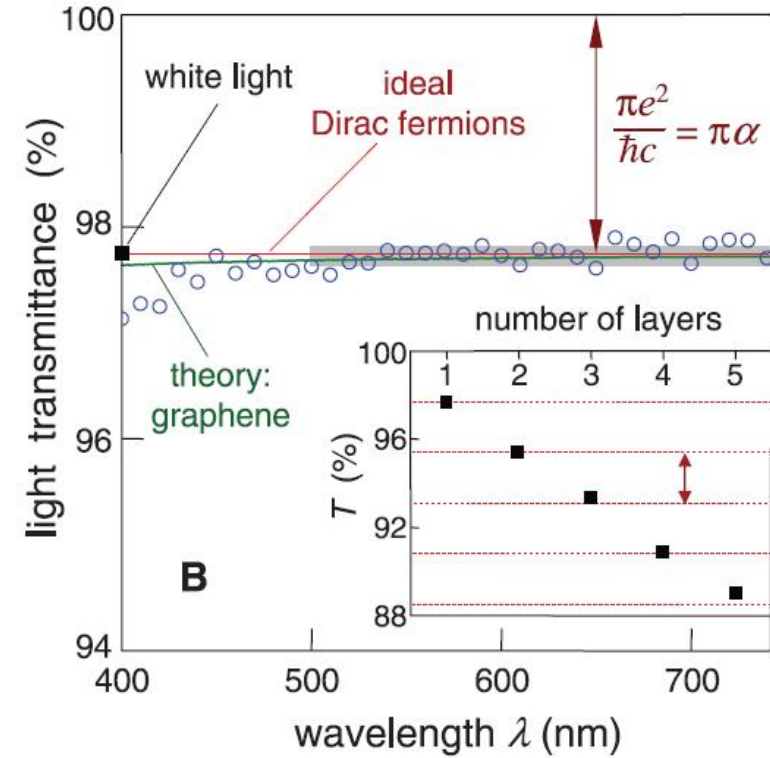 100
white light
ideal
Dirac fermions
πe²
ħc
= πα
98
light transmittance (%)
theory:
graphene
96
B
94
400
500
600
700
wavelength λ (nm)
number of layers
100
1
2
3
4
5
96
T (%)
92
88